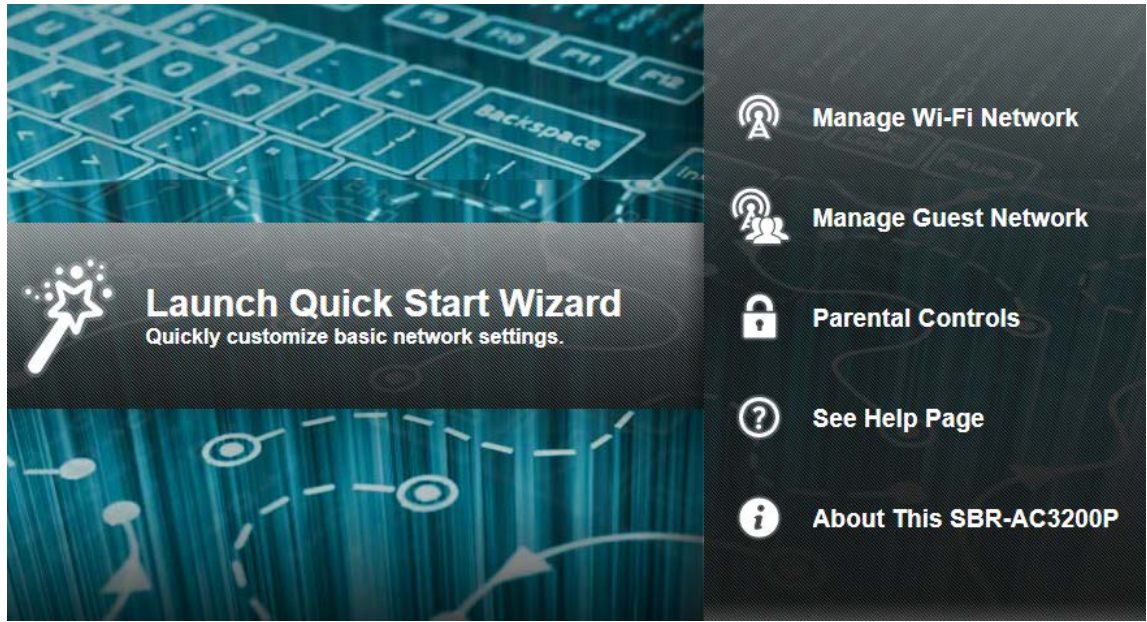 F9
F10
F11
F12
U
I
O
P
K
L
Backspace
Pause
Launch Quick Start Wizard
Quickly customize basic network settings.
Manage Wi-Fi Network
Manage Guest Network
Parental Controls
See Help Page
About This SBR-AC3200P